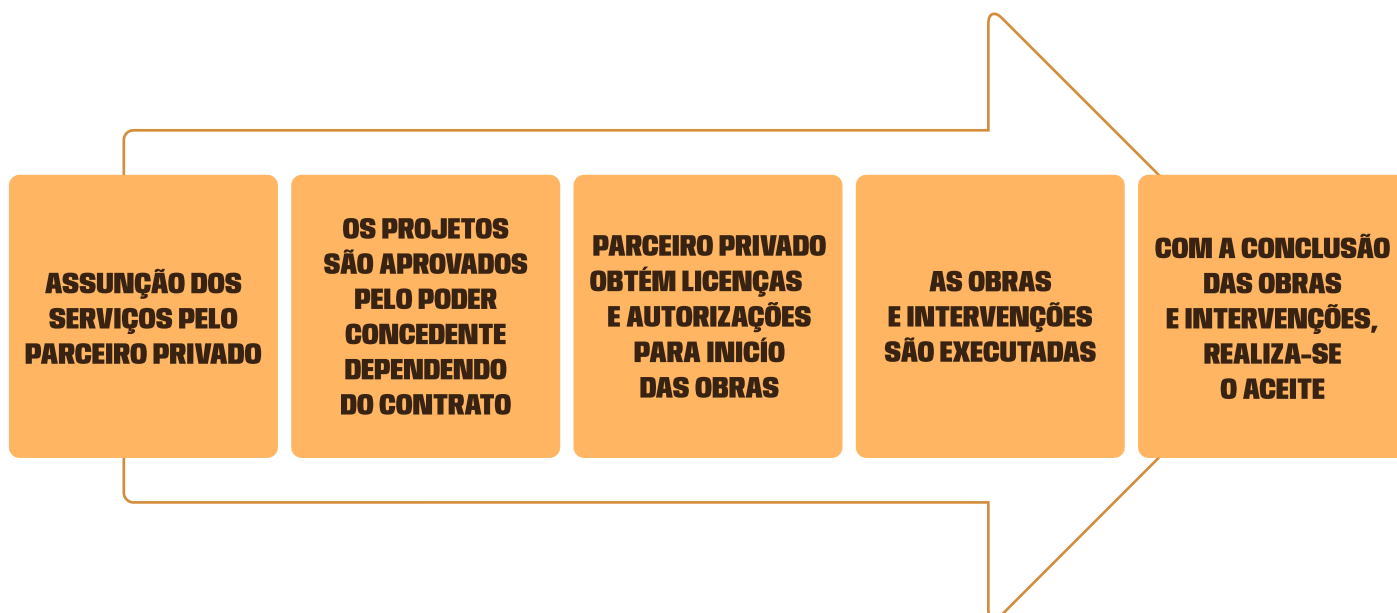 ASSUNÇÃO DOS
SERVIÇOS PELO
PARCEIRO PRIVADO
OS PROJETOS
SÃO APROVADOS
PELO PODER
CONCEDENTE
DEPENDENDO
DO CONTRATO
PARCEIRO PRIVADO
OBTÉM LICENÇAS
E AUTORIZAÇÕES
PARA INICÍO
DAS OBRAS
AS OBRAS
E INTERVENÇÕES
SÃO EXECUTADAS
COM A CONCLUSÃO
DAS OBRAS
E INTERVENÇÕES,
REALIZA-SE
O ACEITE